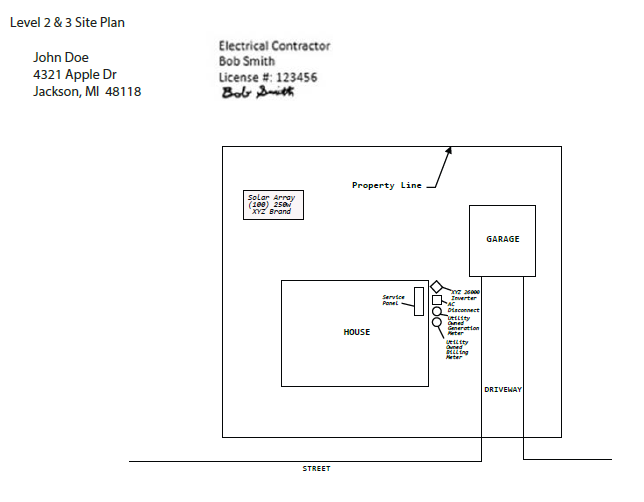 Level 2 & 3 Site Plan
John Doe
4321 Apple Dr
Jackson, MI 48118
Electrical Contractor
Bob Smith
License #: 123456
Bob Smith
Property Line
Solar Array
(100) 250W
XYZ Brand
GARAGE
Service
Panel
XYZ 26000
Inverter
AC
Disconnect
Utility
Owned
Generation
Meter
Utility
Owned
Billing
Meter
HOUSE
DRIVEWAY
STREET